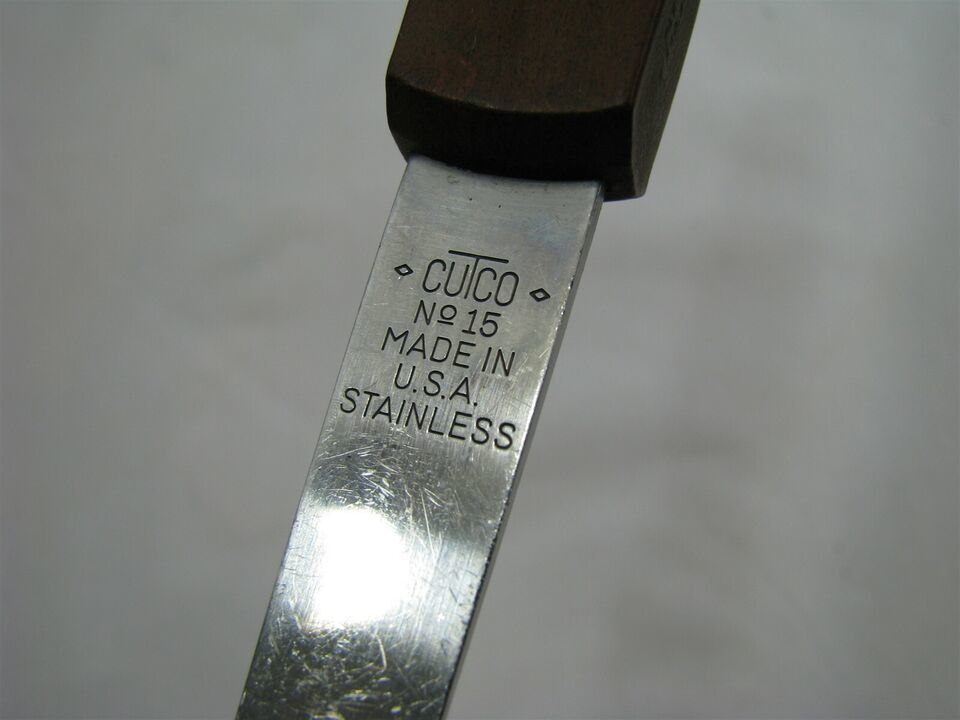 CUTCO
Nº 15
MADE IN
U.S.A.
STAINLESS